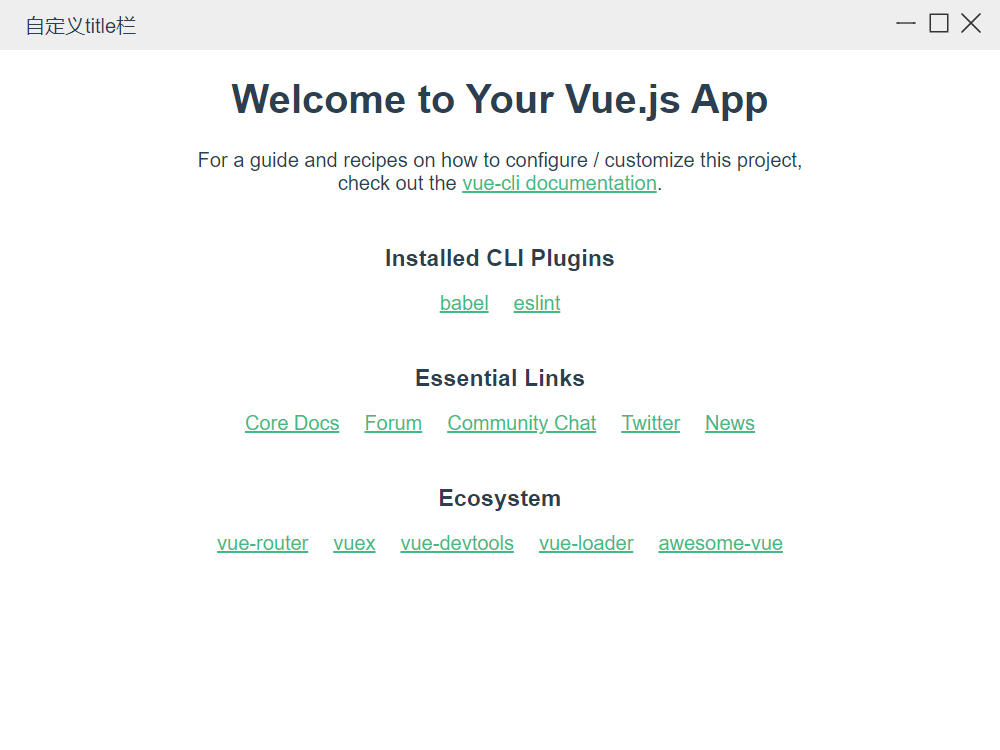 自定义title栏
Welcome to Your Vue.js App
For a guide and recipes on how to configure / customize this project,
check out the vue-cli documentation.
Installed CLI Plugins
babel eslint
Essential Links
Core Docs Forum Community Chat Twitter News
Ecosystem
vue-router vuex vue-devtools vue-loader awesome-vue